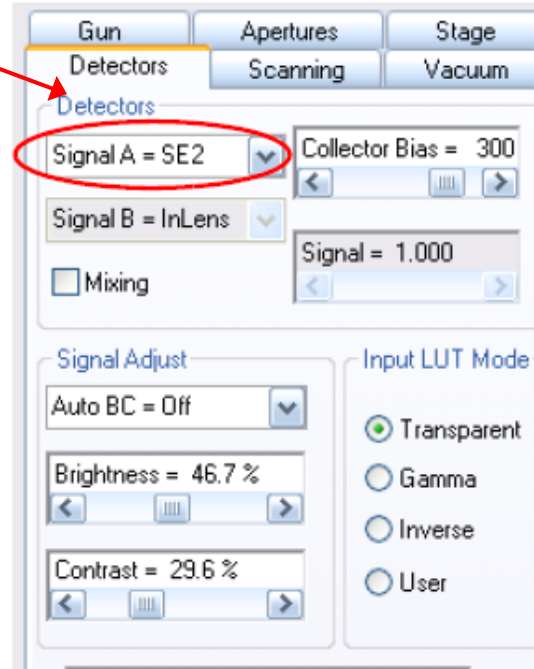 Gun Apertures Stage
Detectors Scanning Vacuum
Detectors
Signal A = SE2
Collector Bias = 300
Signal B = InLens
Signal = 1.000
Mixing
Signal Adjust
Input LUT Mode
Auto BC = Off
Transparent
Brightness = 46.7 %
Gamma
Inverse
Contrast = 29.6 %
User